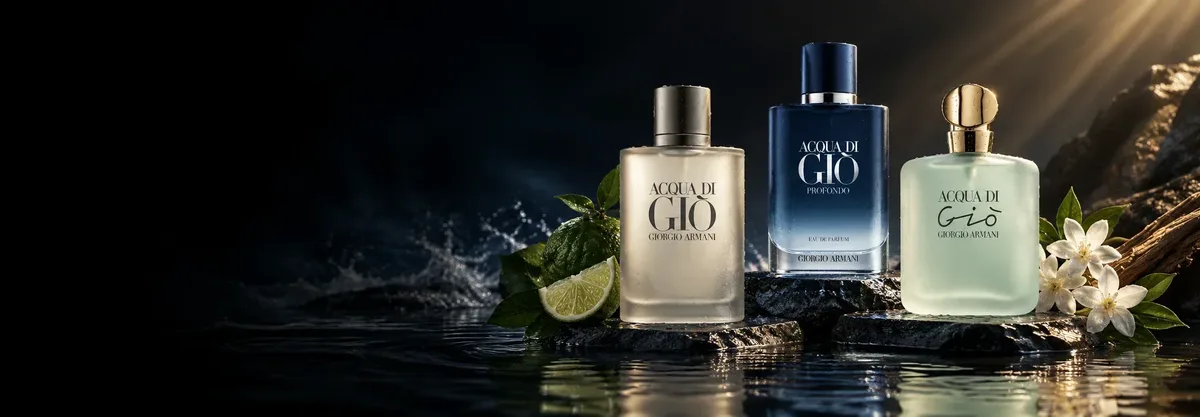 ACQUA DI
GIÒ
GIORGIO ARMANI
ACQUA DI
GIÒ
PROFONDO
EAU DE PARFUM
GIORGIO ARMANI
ACQUA DI
Giò
GIORGIO ARMANI